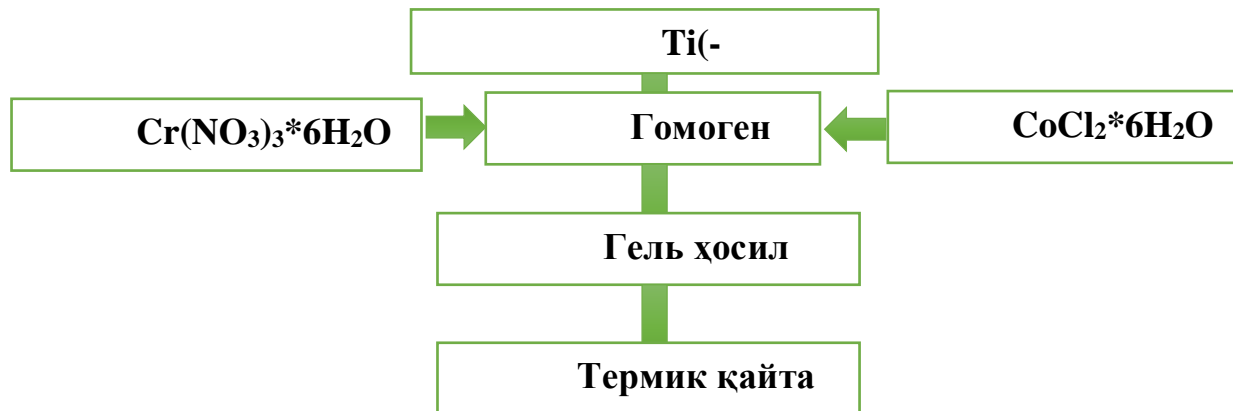 Ti(-
Cr(NO₃)₃*6H₂O
Гомоген
CoCl₂*6H₂O
Гель ҳосил
Термик қайта